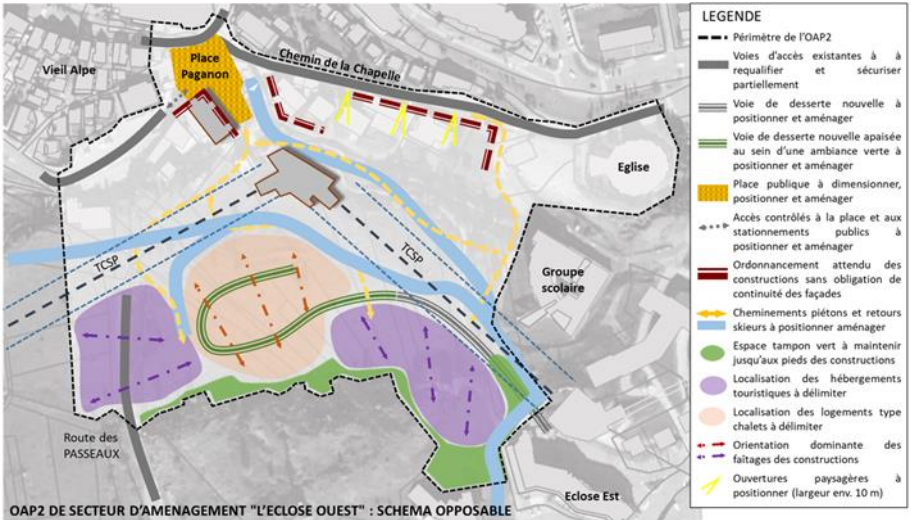 Vieil Alpe
Place
Paganon
Chemin de la Chapelle
Eglise
TCSP
TCSP
Groupe
scolaire
Route des
PASSEAUX
Eclose Est
OAP2 DE SECTEUR D'AMENAGEMENT "L'ECLOSE OUEST" : SCHEMA OPPOSABLE
LEGENDE
Périmètre de l'OAP2
Voies d'accès existantes à à
requalifier et sécuriser
partiellement
Voie de desserte nouvelle à
positionner et aménager
Voie de desserte nouvelle apaisée
au sein d'une ambiance verte à
positionner et aménager
Place publique à dimensionner,
positionner et aménager
Accès contrôlés à la place et aux
stationnements publics à
positionner et aménager
Ordonnancement attendu des
constructions sans obligation de
continuité des façades
Cheminements piétons et retours
skieurs à positionner aménager
Espace tampon vert à maintenir
jusqu'aux pieds des constructions
Localisation des hébergements
touristiques à délimiter
Localisation des logements type
chalets à délimiter
Orientation dominante des
faîtages des constructions
Ouvertures paysagères à
positionner (largeur env. 10 m)